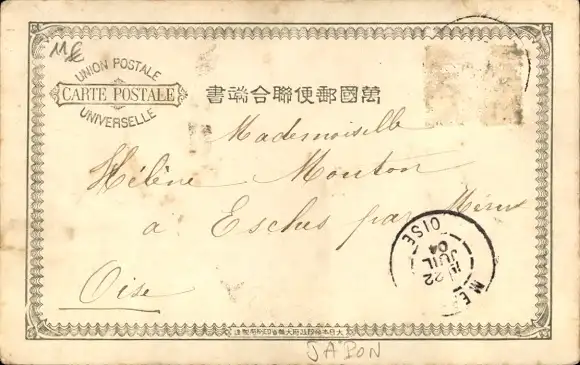 UNION POSTALE
CARTE POSTALE
UNIVERSELLE
書端合聯便郵國萬
Mademoiselle
Hélène Mouton
à Esches par Méru
Oise
OISE
22
JUIL
04
JAPON